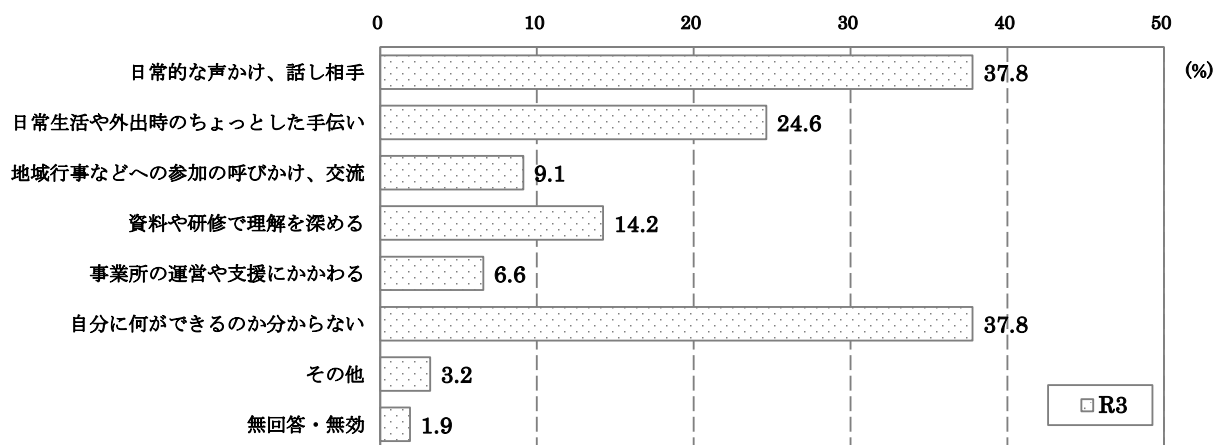 0 10 20 30 40 50
(%)
日常的な声かけ、話し相手 37.8
日常生活や外出時のちょっとした手伝い 24.6
地域行事などへの参加の呼びかけ、交流 9.1
資料や研修で理解を深める 14.2
事業所の運営や支援にかかわる 6.6
自分に何ができるのか分からない 37.8
その他 3.2
無回答・無効 1.9
R3